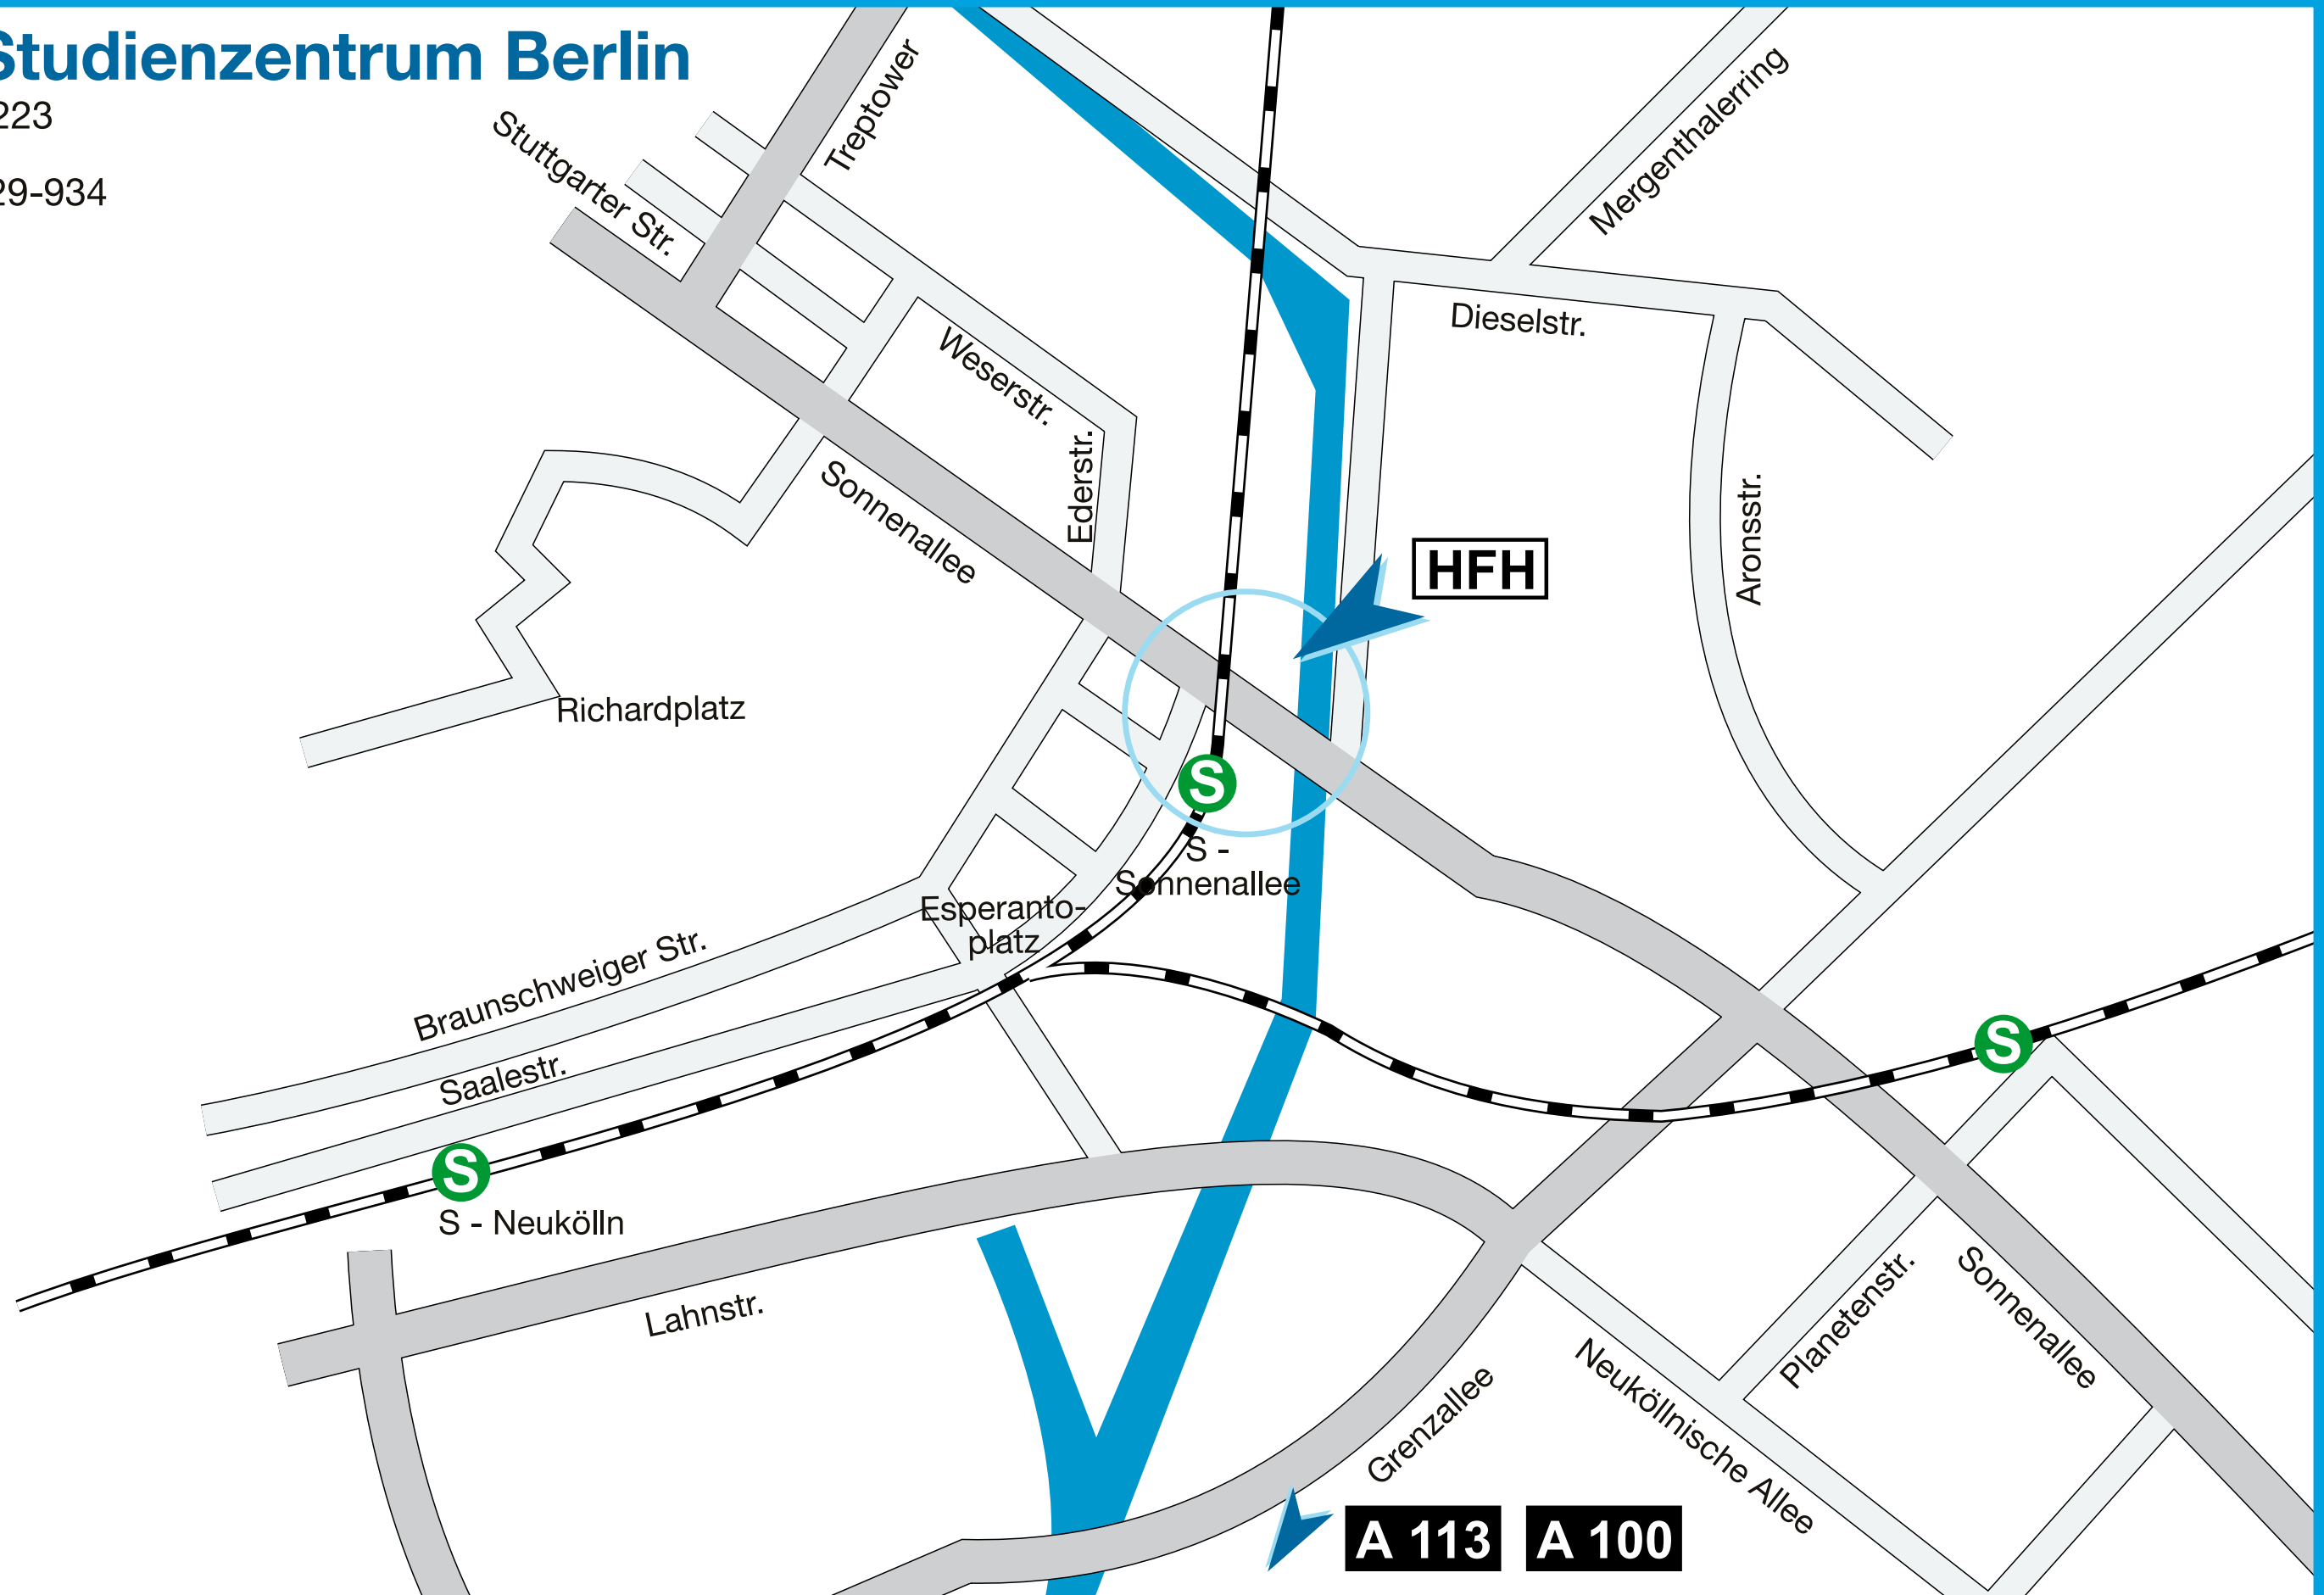 Studienzentrum Berlin
223
29-934
Treptower
Stuttgarter Str.
Mergenthalerring
Dieselstr.
Weserstr.
Ederstr.
Sonnenallee
Aronsstr.
HFH
Richardplatz
S
S -
Sonnenallee
Esperanto-
platz
Braunschweiger Str.
Saalestr.
S
S
S - Neukölln
Lahnstr.
Planetenstr.
Sonnenallee
Neuköllnische Allee
Grenzallee
A 113
A 100